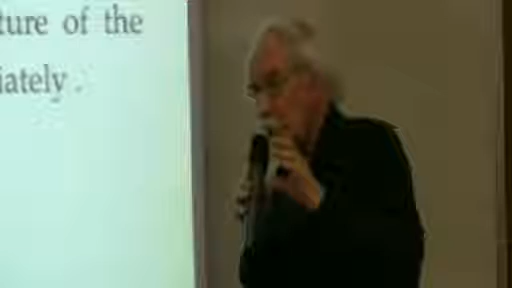 ture of the
iately .